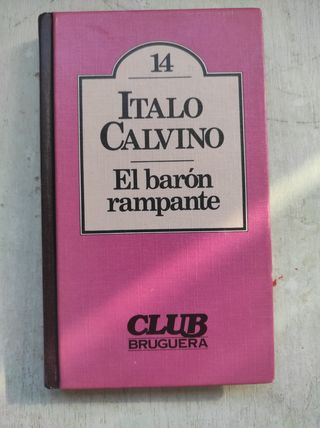 14
ITALO
CALVINO
El barón
rampante
CLUB
BRUGUERA